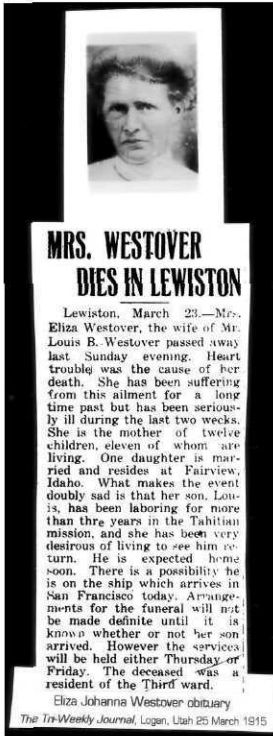 MRS. WESTOVER
DIES IN LEWISTON
Lewiston, March 23.—Mrs.
Eliza Westover, the wife of Mr.
Louis B. Westover passed away
last Sunday evening. Heart
trouble was the cause of her
death. She has been suffering
from this ailment for a long
time past but has been serious-
ly ill during the last two weeks.
She is the mother of twelve
children, eleven of whom are
living. One daughter is mar-
ried and resides at Fairview,
Idaho. What makes the event
doubly sad is that her son, Lou-
is, has been laboring for more
than thre years in the Tahitian
mission, and she has been very
desirous of living to see him re-
turn. He is expected home
soon. There is a possibility he
is on the ship which arrives in
San Francisco today. Arrange-
ments for the funeral will not
be made definite until it is
known whether or not her son
arrived. However the services
will be held either Thursday or
Friday. The deceased was a
resident of the Third ward.
Eliza Johanna Westover obituary
The Tri-Weekly Journal, Logan, Utah 25 March 1915